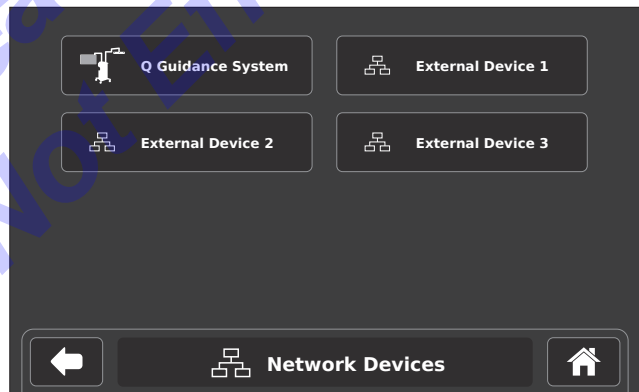 Q Guidance System
External Device 1
External Device 2
External Device 3
Network Devices